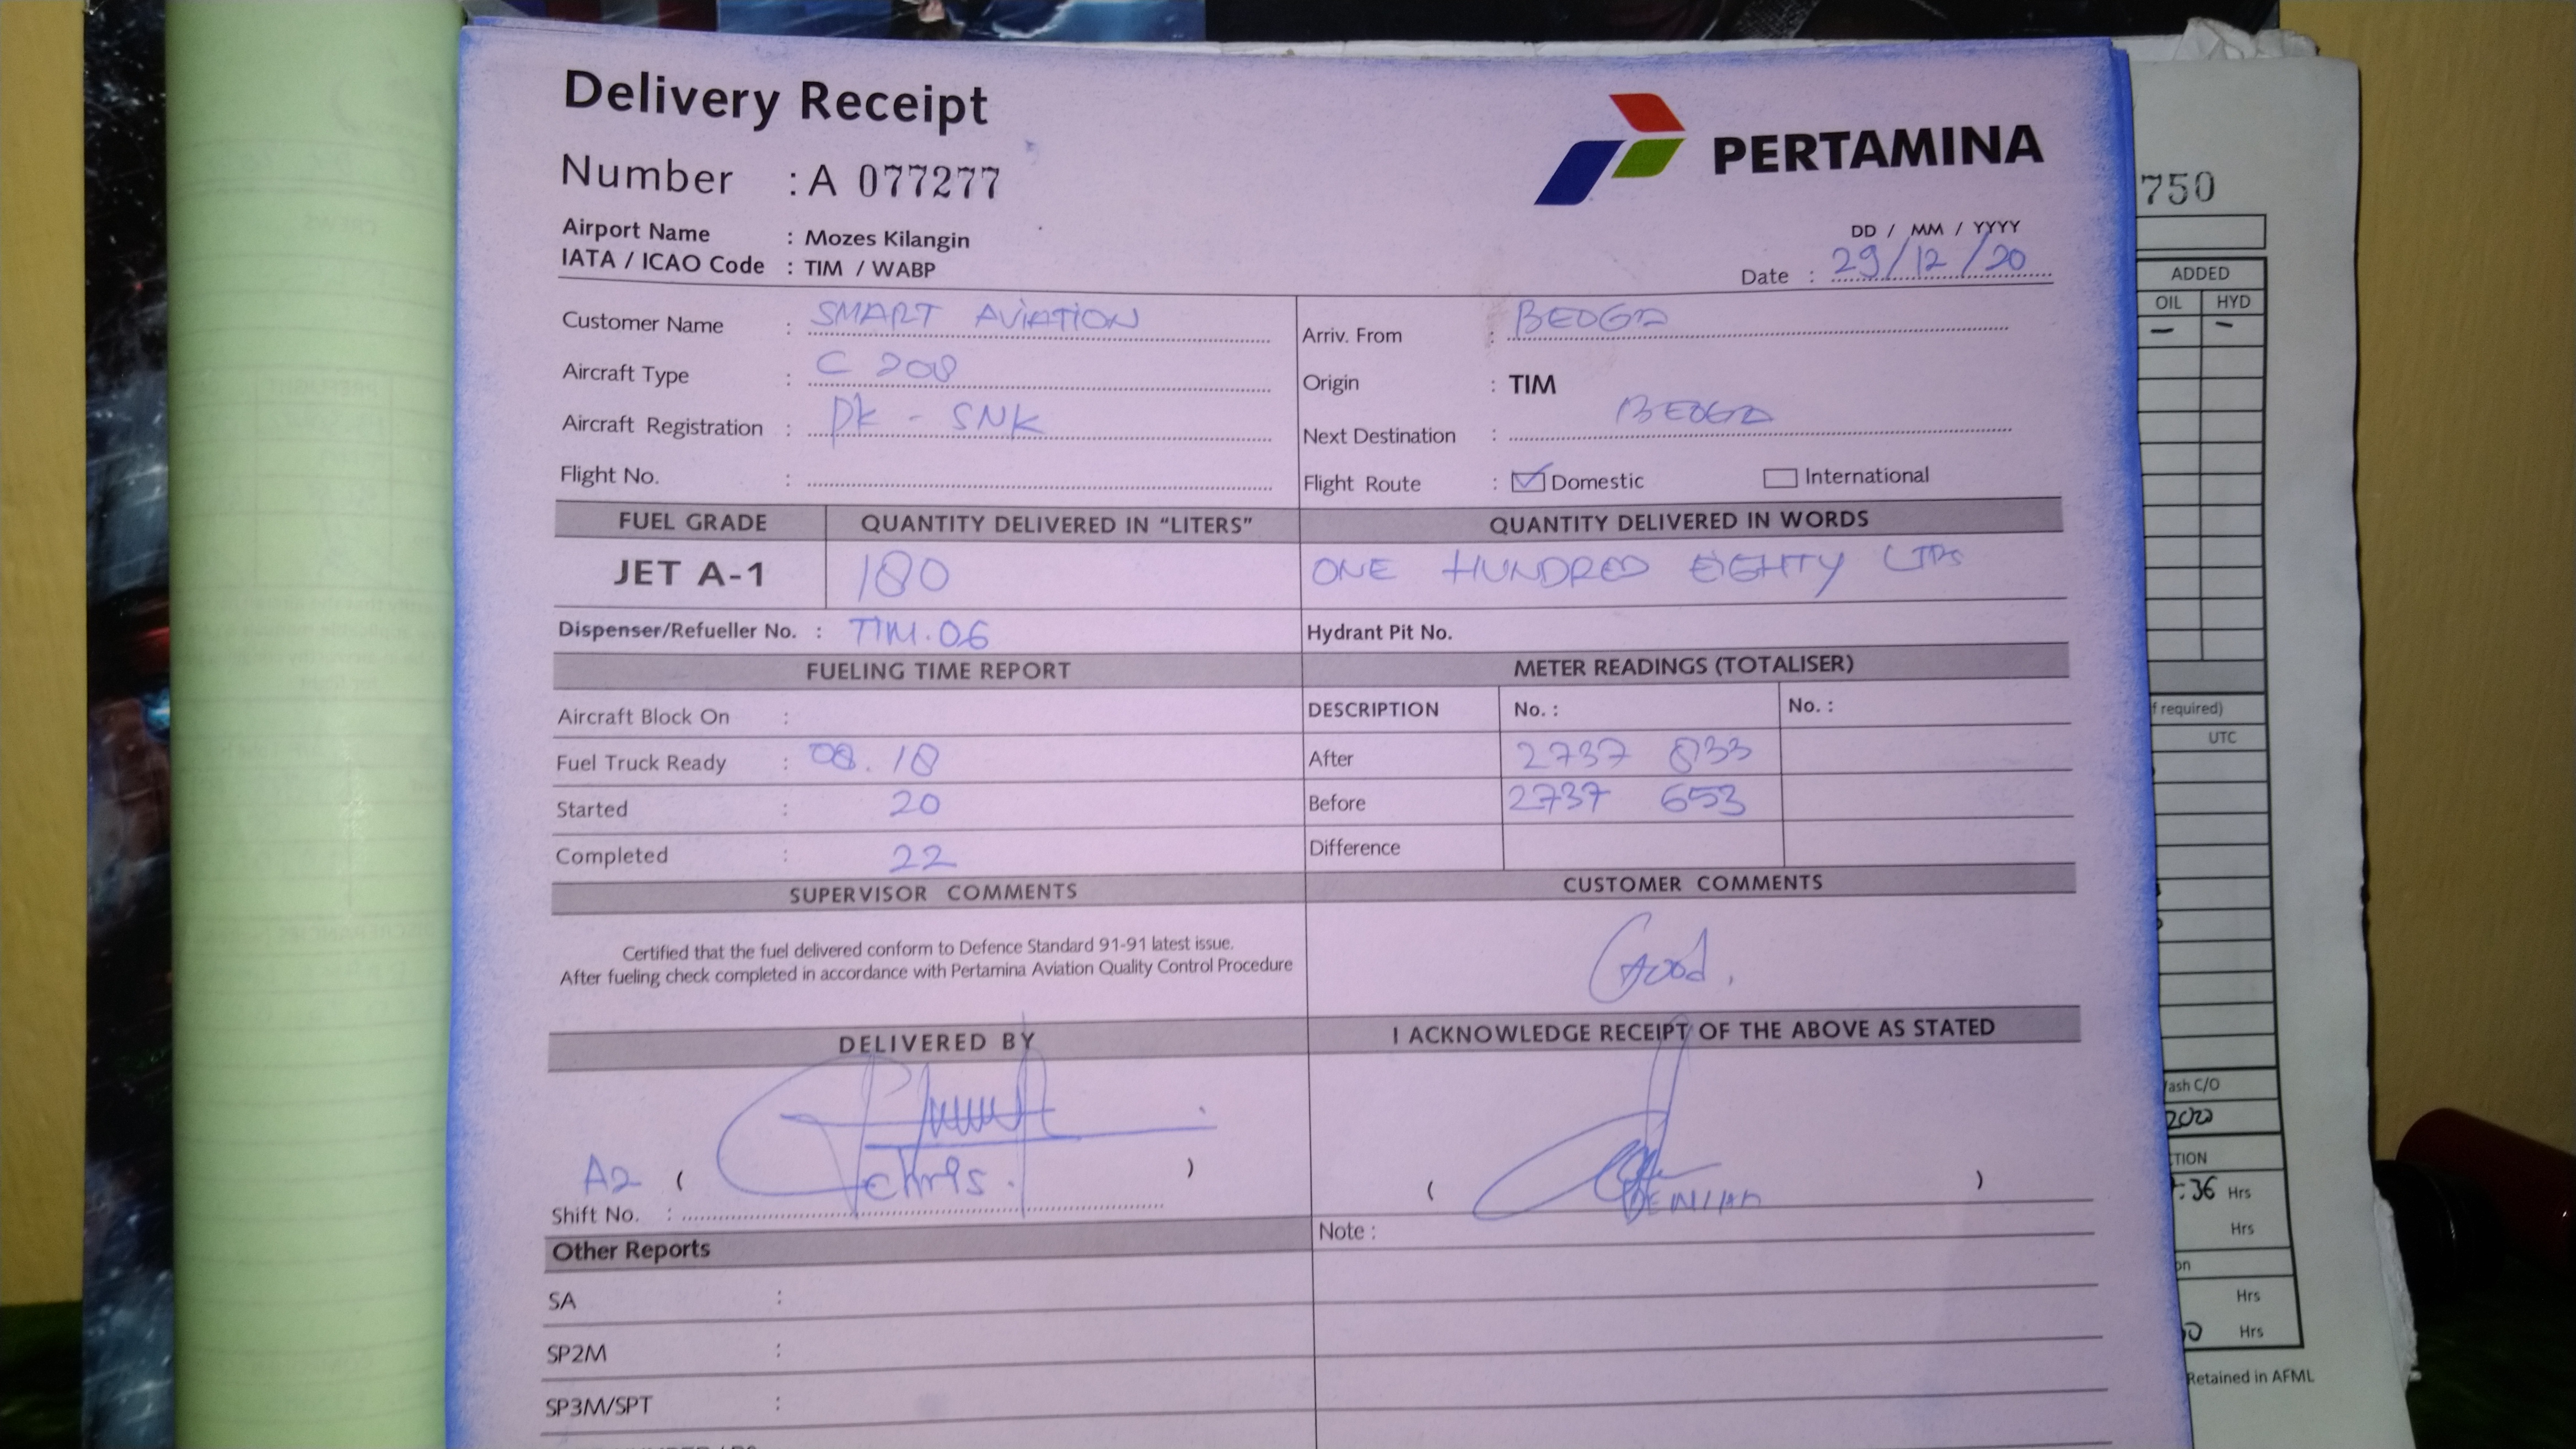 Delivery Receipt
PERTAMINA
Number : A 077277
Airport Name : Mozes Kilangin
IATA / ICAO Code : TIM / WABP
DD / MM / YYYY
Date : 29/12/20
Customer Name : SMART AVIATION
Aircraft Type : C 208
Aircraft Registration : PK - SNK
Flight No. :
Arriv. From : BEOGA
Origin : TIM
Next Destination : BEOGA
Flight Route : Domestic International
FUEL GRADE QUANTITY DELIVERED IN "LITERS" QUANTITY DELIVERED IN WORDS
JET A-1 180 ONE HUNDRED EIGHTY LTRS
Dispenser/Refueller No. : TIM.06 Hydrant Pit No.
FUELING TIME REPORT
Aircraft Block On :
Fuel Truck Ready : 08.18
Started : 20
Completed : 22
METER READINGS (TOTALISER)
DESCRIPTION No. : No. :
After 2737 833
Before 2737 653
Difference
SUPERVISOR COMMENTS
Certified that the fuel delivered conform to Defence Standard 91-91 latest issue.
After fueling check completed in accordance with Pertamina Aviation Quality Control Procedure
CUSTOMER COMMENTS
Good.
DELIVERED BY
A2 ( Chris. )
Shift No. :
I ACKNOWLEDGE RECEIPT OF THE ABOVE AS STATED
( )
Note :
Other Reports
SA :
SP2M :
SP3M/SPT :
750
ADDED
OIL HYD
- -
required)
UTC
C/O
2020
:36 Hrs
Hrs
Hrs
Hrs
Retained in AFML